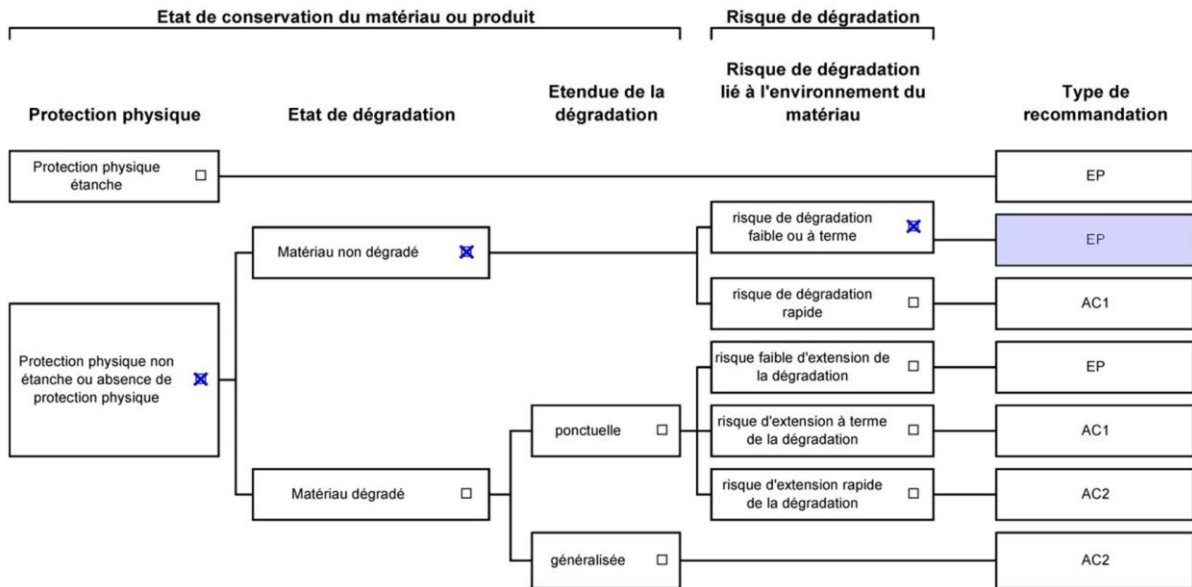 Etat de conservation du matériau ou produit
Risque de dégradation
Protection physique
Etat de dégradation
Etendue de la
dégradation
Risque de dégradation
lié à l'environnement du
matériau
Type de
recommandation
Protection physique
étanche
EP
Matériau non dégradé
risque de dégradation
faible ou à terme
EP
risque de dégradation
rapide
AC1
Protection physique non
étanche ou absence de
protection physique
risque faible d'extension de
la dégradation
EP
ponctuelle
risque d'extension à terme
de la dégradation
AC1
Matériau dégradé
risque d'extension rapide
de la dégradation
AC2
généralisée
AC2